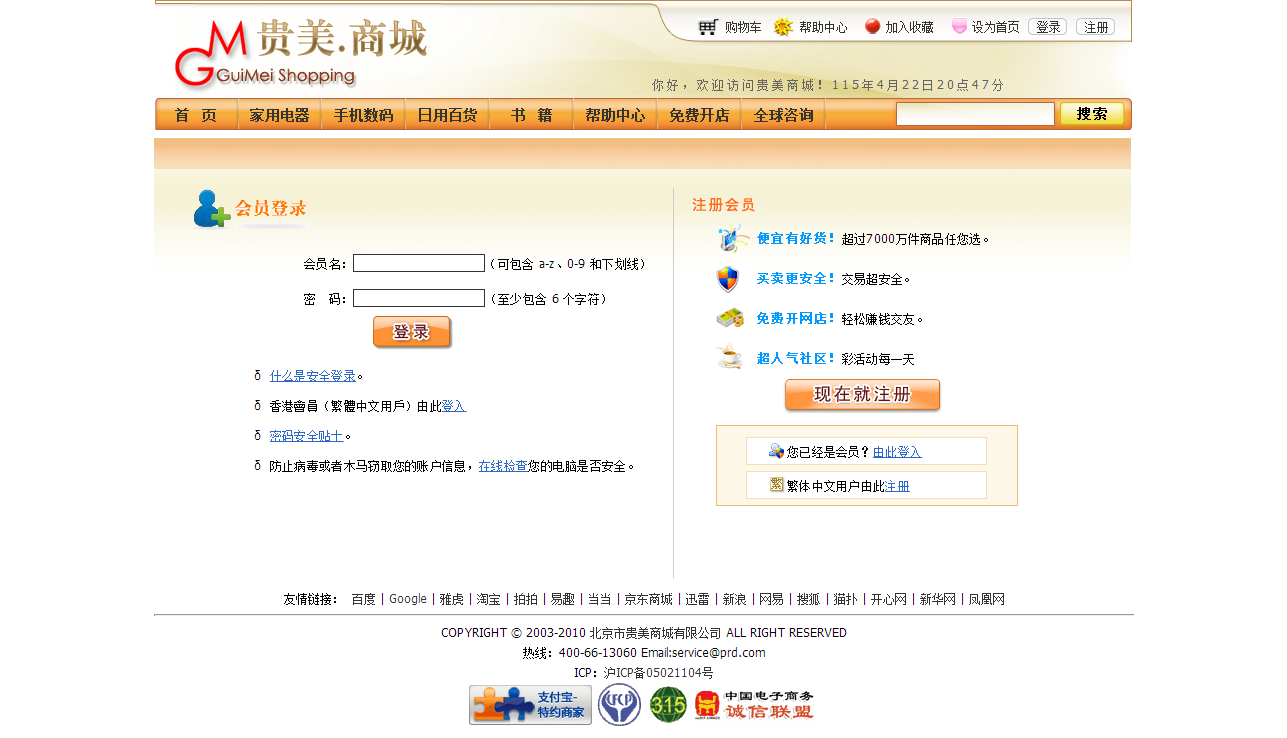 GM 贵美.商城
GuiMei Shopping
购物车 帮助中心 加入收藏 设为首页 登录 注册
你好，欢迎访问贵美商城！115年4月22日20点47分
首 页 家用电器 手机数码 日用百货 书 籍 帮助中心 免费开店 全球咨询 搜索
会员登录
会员名： （可包含 a-z、0-9 和下划线）
密 码： （至少包含 6 个字符）
登录
δ 什么是安全登录。
δ 香港會員（繁體中文用戶）由此登入
δ 密码安全贴士。
δ 防止病毒或者木马窃取您的账户信息，在线检查您的电脑是否安全。
注册会员
便宜有好货！超过7000万件商品任您选。
买卖更安全！交易超安全。
免费开网店！轻松赚钱交友。
超人气社区！彩活动每一天
现在就注册
您已经是会员？由此登入
繁 繁体中文用户由此注册
友情链接： 百度 | Google | 雅虎 | 淘宝 | 拍拍 | 易趣 | 当当 | 京东商城 | 迅雷 | 新浪 | 网易 | 搜狐 | 猫扑 | 开心网 | 新华网 | 凤凰网
COPYRIGHT © 2003-2010 北京市贵美商城有限公司 ALL RIGHT RESERVED
热线：400-66-13060 Email:service@prd.com
ICP：沪ICP备05021104号
支付宝-
特约商家
315
中国电子商务
诚信联盟